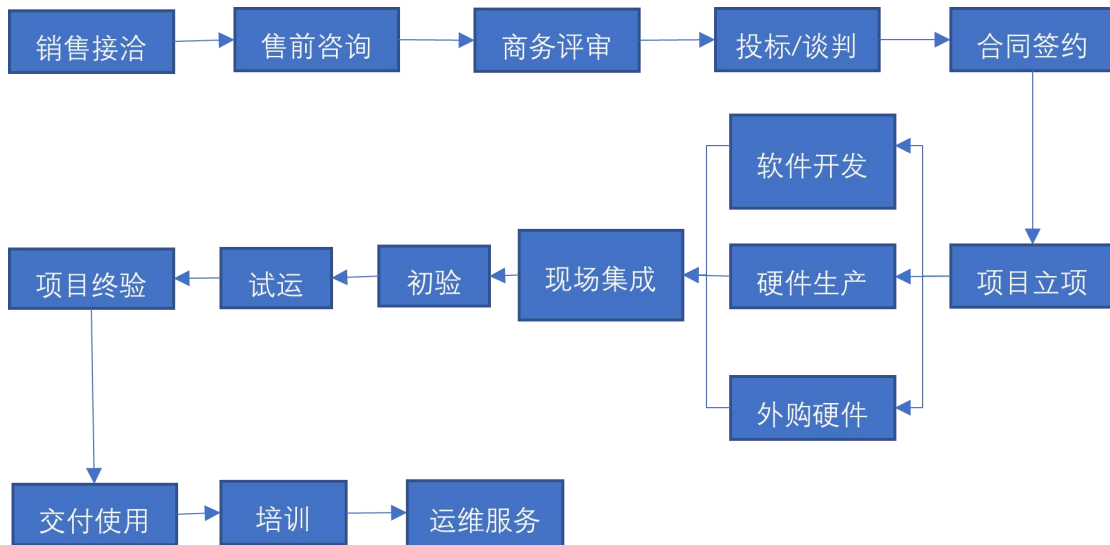 销售接洽
售前咨询
商务评审
投标/谈判
合同签约
软件开发
项目终验
试运
初验
现场集成
硬件生产
项目立项
外购硬件
交付使用
培训
运维服务